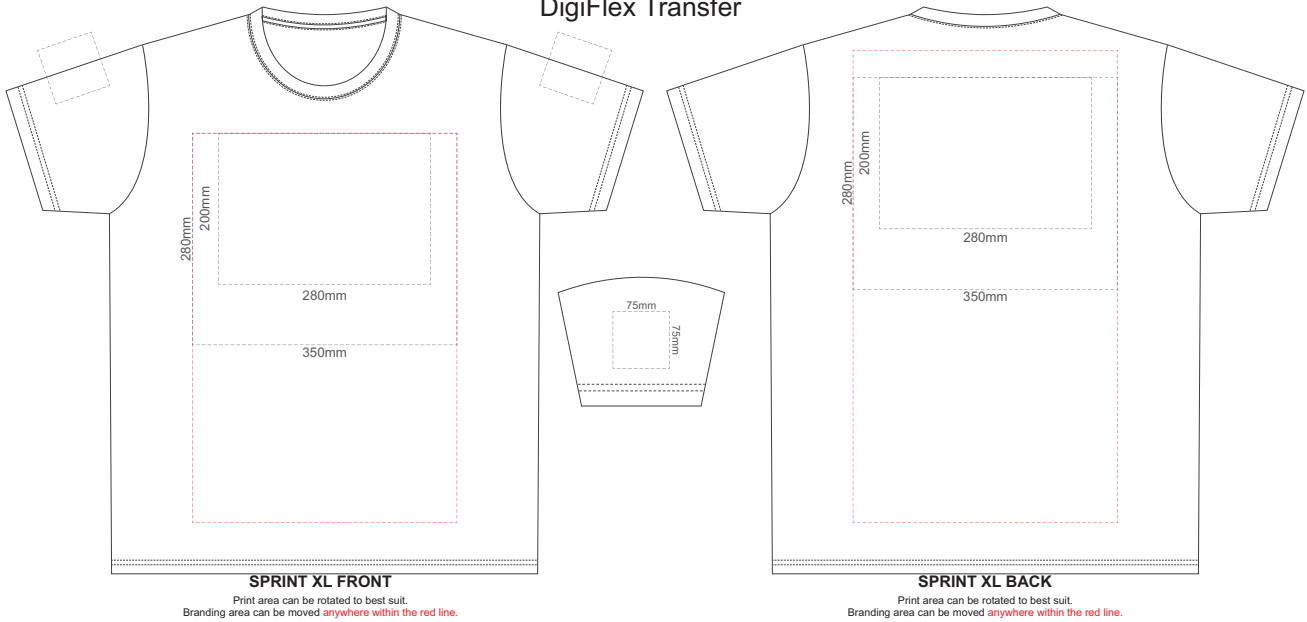 DigiFlex Transfer
280mm
200mm
280mm
350mm
SPRINT XL FRONT
Print area can be rotated to best suit.
Branding area can be moved anywhere within the red line.
75mm
75mm
280mm
200mm
280mm
350mm
SPRINT XL BACK
Print area can be rotated to best suit.
Branding area can be moved anywhere within the red line.